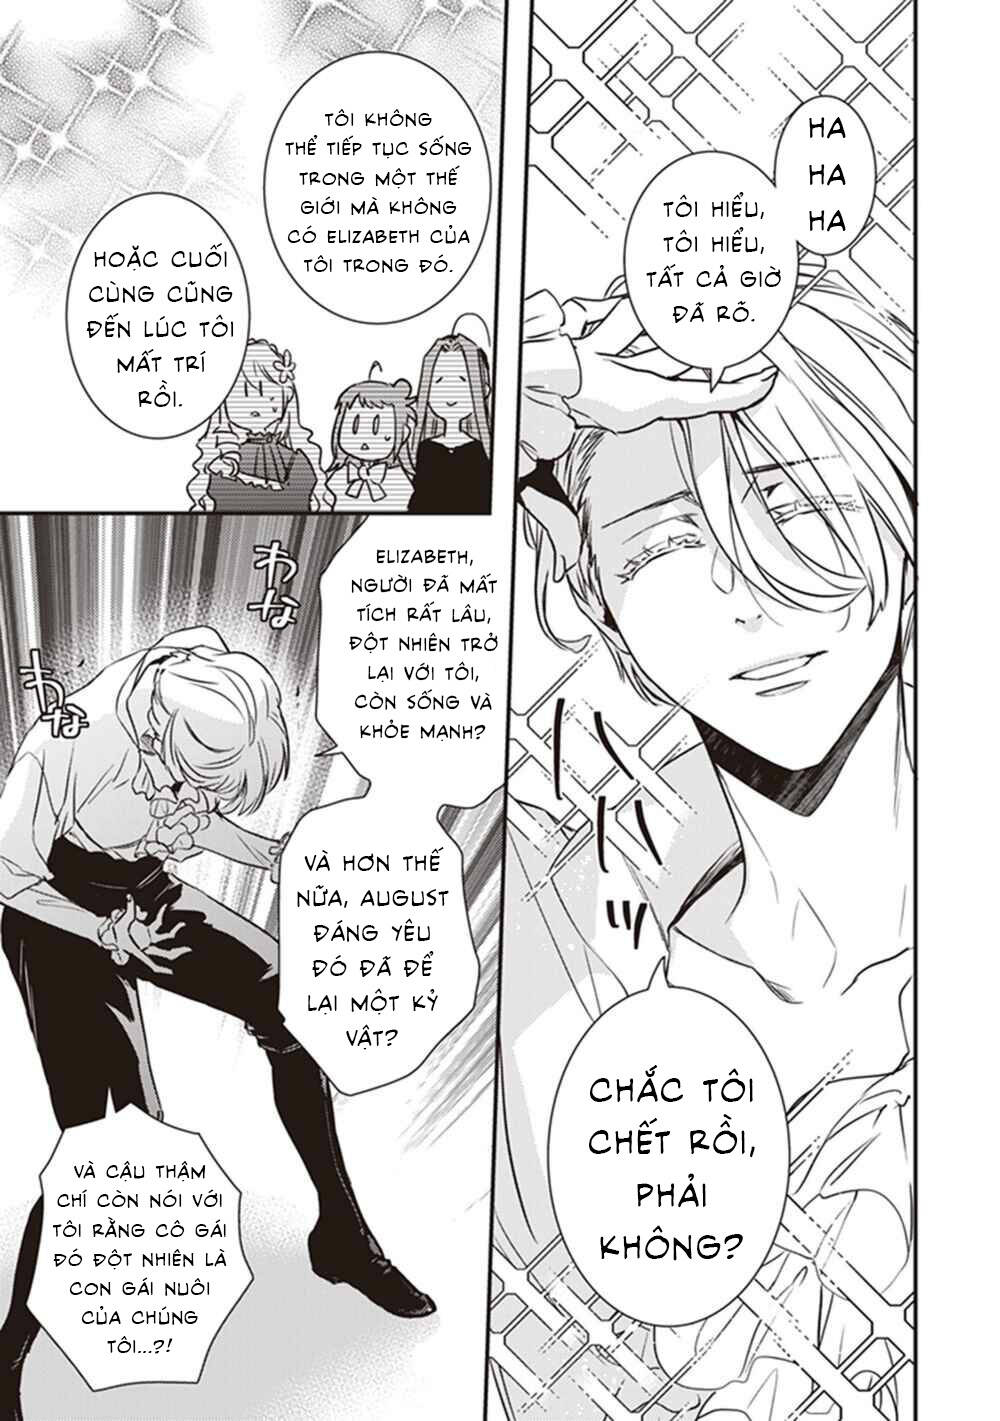 HA
HA
HA
TÔI HIỂU,
TÔI HIỂU,
TẤT CẢ GIỜ
ĐÃ RÕ.
CHẮC TÔI
CHẾT RỒI,
PHẢI
KHÔNG?
TÔI KHÔNG
THỂ TIẾP TỤC SỐNG
TRONG MỘT THẾ
GIỚI MÀ KHÔNG
CÓ ELIZABETH CỦA
TÔI TRONG ĐÓ.
HOẶC CUỐI
CÙNG CŨNG
ĐẾN LÚC TÔI
MẤT TRÍ
RỒI.
ELIZABETH,
NGƯỜI ĐÃ MẤT
TÍCH RẤT LÂU,
ĐỘT NHIÊN TRỞ
LẠI VỚI TÔI,
CÒN SỐNG VÀ
KHỎE MẠNH?
VÀ HƠN THẾ
NỮA, AUGUST
ĐÁNG YÊU
ĐÓ ĐÃ ĐỂ
LẠI MỘT KỶ
VẬT?
VÀ CẬU THẬM
CHÍ CÒN NÓI VỚI
TÔI RẰNG CÔ GÁI
ĐÓ ĐỘT NHIÊN LÀ
CON GÁI NUÔI
CỦA CHÚNG
TÔI...?!
わな
わな